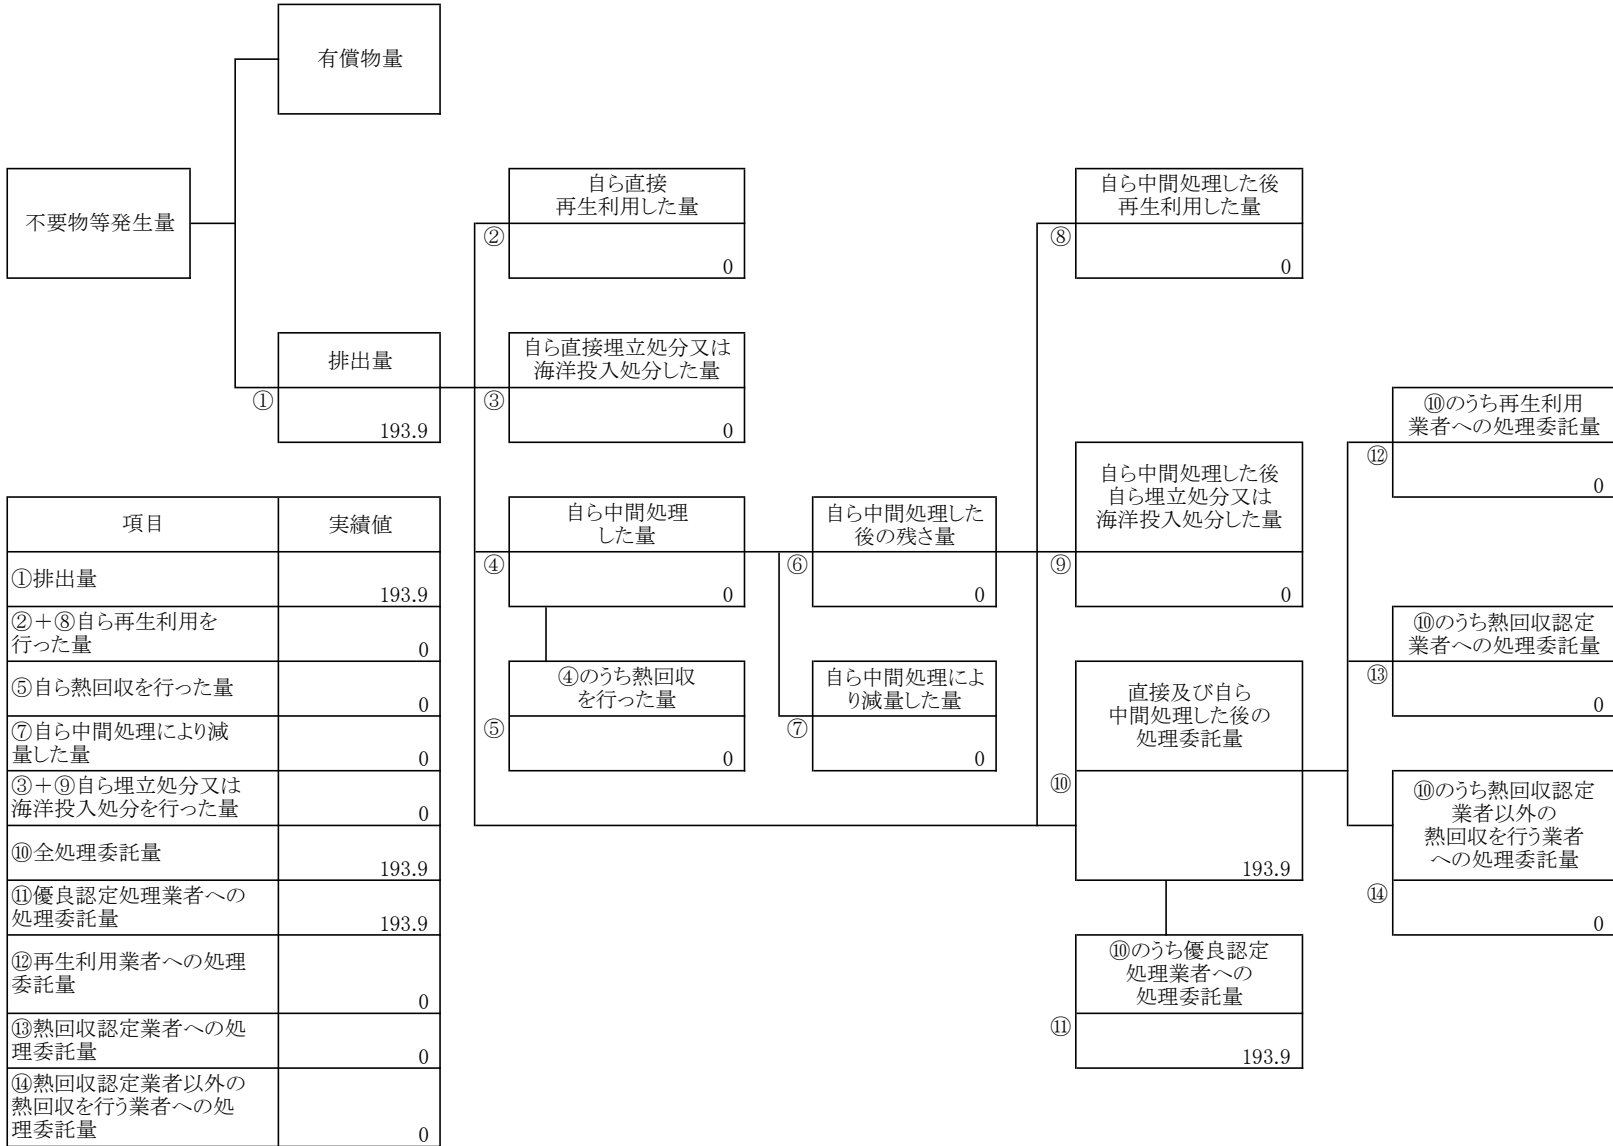 有償物量
不要物等発生量
自ら直接
再生利用した量
②
0
自ら中間処理した後
再生利用した量
⑧
0
排出量
①
193.9
自ら直接埋立処分又は
海洋投入処分した量
③
0
⑩のうち再生利用
業者への処理委託量
⑫
0
自ら中間処理
した量
④
0
自ら中間処理した
後の残さ量
⑥
0
自ら中間処理した後
自ら埋立処分又は
海洋投入処分した量
⑨
0
⑩のうち熱回収認定
業者への処理委託量
⑬
0
④のうち熱回収
を行った量
⑤
0
自ら中間処理によ
り減量した量
⑦
0
直接及び自ら
中間処理した後の
処理委託量
⑩
193.9
⑩のうち熱回収認定
業者以外の
熱回収を行う業者
への処理委託量
⑭
0
⑩のうち優良認定
処理業者への
処理委託量
⑪
193.9
項目 実績値
①排出量 193.9
②＋⑧自ら再生利用を
行った量 0
⑤自ら熱回収を行った量 0
⑦自ら中間処理により減
量した量 0
③＋⑨自ら埋立処分又は
海洋投入処分を行った量 0
⑩全処理委託量 193.9
⑪優良認定処理業者への
処理委託量 193.9
⑫再生利用業者への処理
委託量 0
⑬熱回収認定業者への処
理委託量 0
⑭熱回収認定業者以外の
熱回収を行う業者への処
理委託量 0